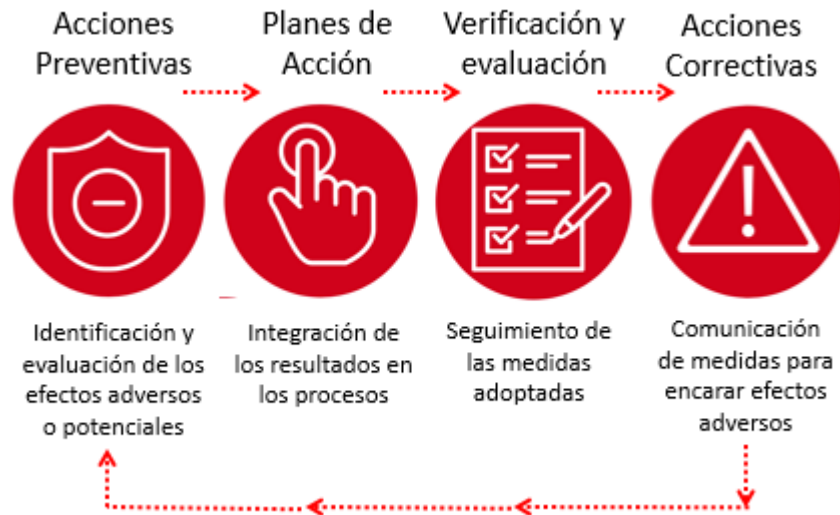 Acciones
Preventivas
Planes de
Acción
Verificación y
evaluación
Acciones
Correctivas
Identificación y
evaluación de los
efectos adversos
o potenciales
Integración de
los resultados en
los procesos
Seguimiento de
las medidas
adoptadas
Comunicación
de medidas para
encarar efectos
adversos